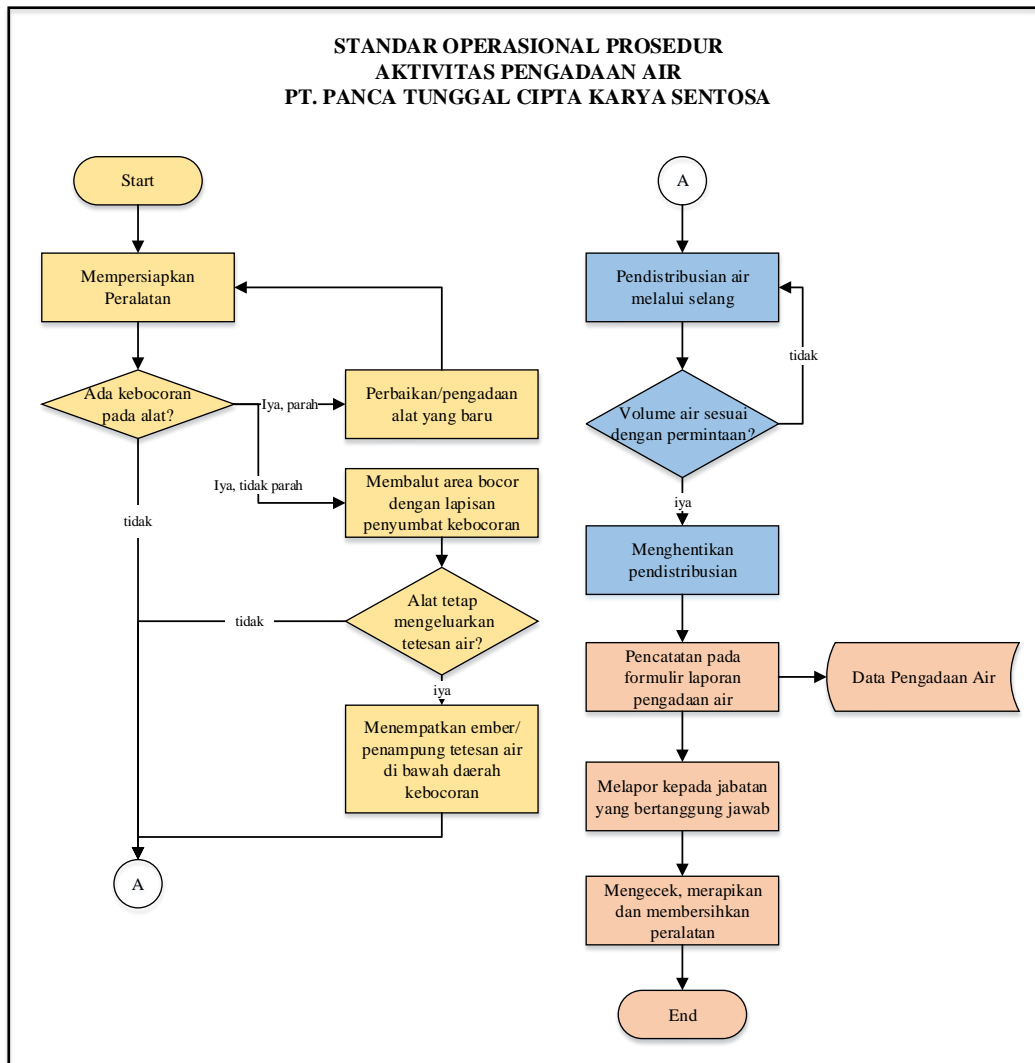 STANDAR OPERASIONAL PROSEDUR
AKTIVITAS PENGADAAN AIR
PT. PANCA TUNGGAL CIPTA KARYA SENTOSA
Start
Mempersiapkan
Peralatan
Ada kebocoran
pada alat?
Iya, parah
Perbaikan/pengadaan
alat yang baru
Iya, tidak parah
Membalut area bocor
dengan lapisan
penyumbat kebocoran
tidak
Alat tetap
mengeluarkan
tetesan air?
tidak
iya
Menempatkan ember/
penampung tetesan air
di bawah daerah
kebocoran
A
A
Pendistribusian air
melalui selang
tidak
Volume air sesuai
dengan permintaan?
iya
Menghentikan
pendistribusian
Pencatatan pada
formulir laporan
pengadaan air
Data Pengadaan Air
Melapor kepada jabatan
yang bertanggung jawab
Mengecek, merapikan
dan membersihkan
peralatan
End